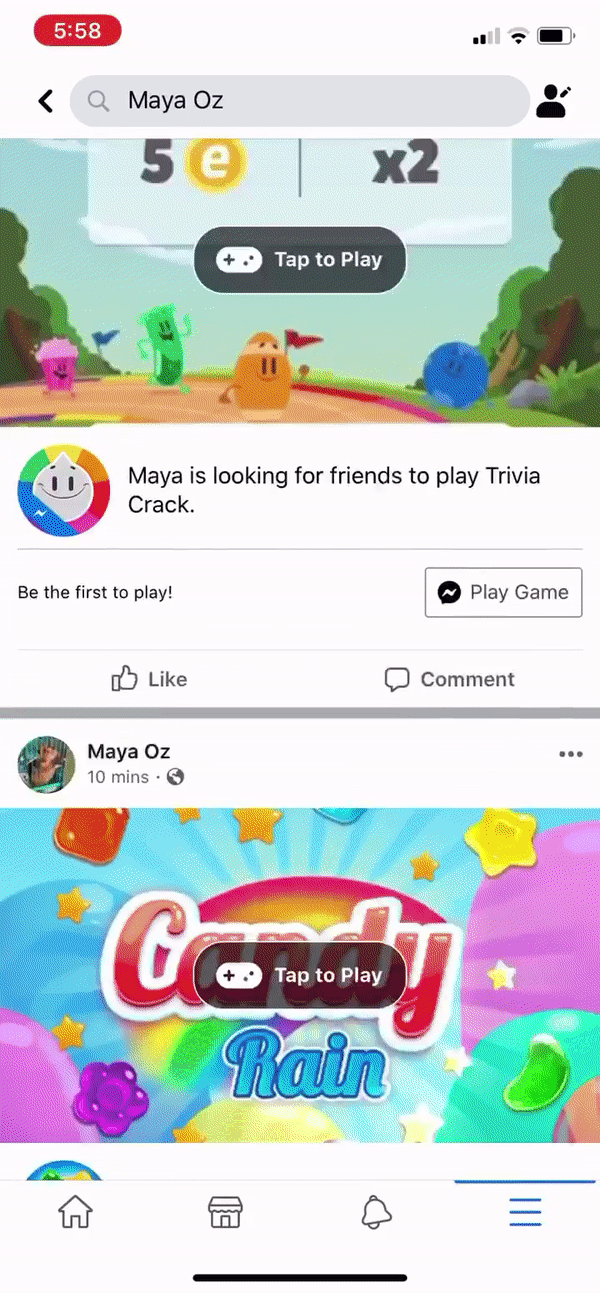 5:58
Maya Oz
5 e x2
Tap to Play
Maya is looking for friends to play Trivia
Crack.
Be the first to play!
Play Game
Like
Comment
Maya Oz
10 mins ·
Candy
Tap to Play
Rain